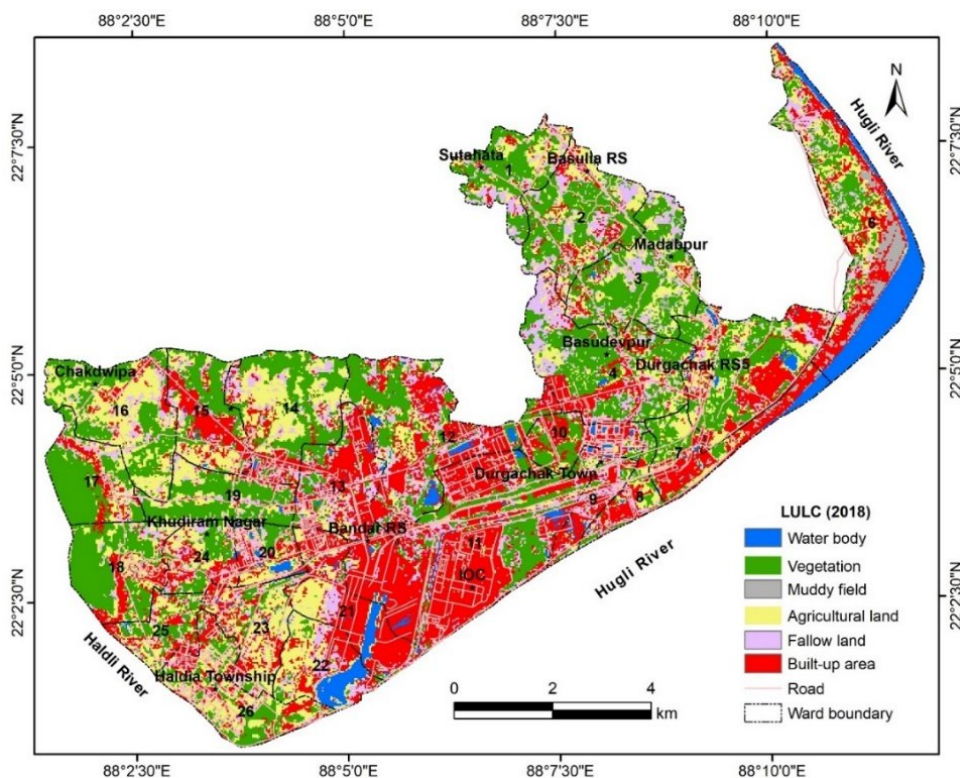 88°2'30"E 88°5'0"E 88°7'30"E 88°10'0"E
N
Hugli River
22°7'30"N 22°7'30"N
Sutahata Basulia RS
1
2
6
Madabpur
3
Basudevpur
22°5'0"N 22°5'0"N
Chakdwipa 4 Durgachak RS5
16 15 14
12 10
17 13 Durgachak Town 7
19 9 8
Khudiram Nagar Bandar RS
LULC (2018)
Water body
24 20 11
Vegetation
18 IOC
Hugli River
Muddy field
22°2'30"N 22°2'30"N
21
Agricultural land
25 23
Fallow land
22
Haldii River
Haldia Township
Built-up area
26
0 2 4
km
Road
Ward boundary
88°2'30"E 88°5'0"E 88°7'30"E 88°10'0"E